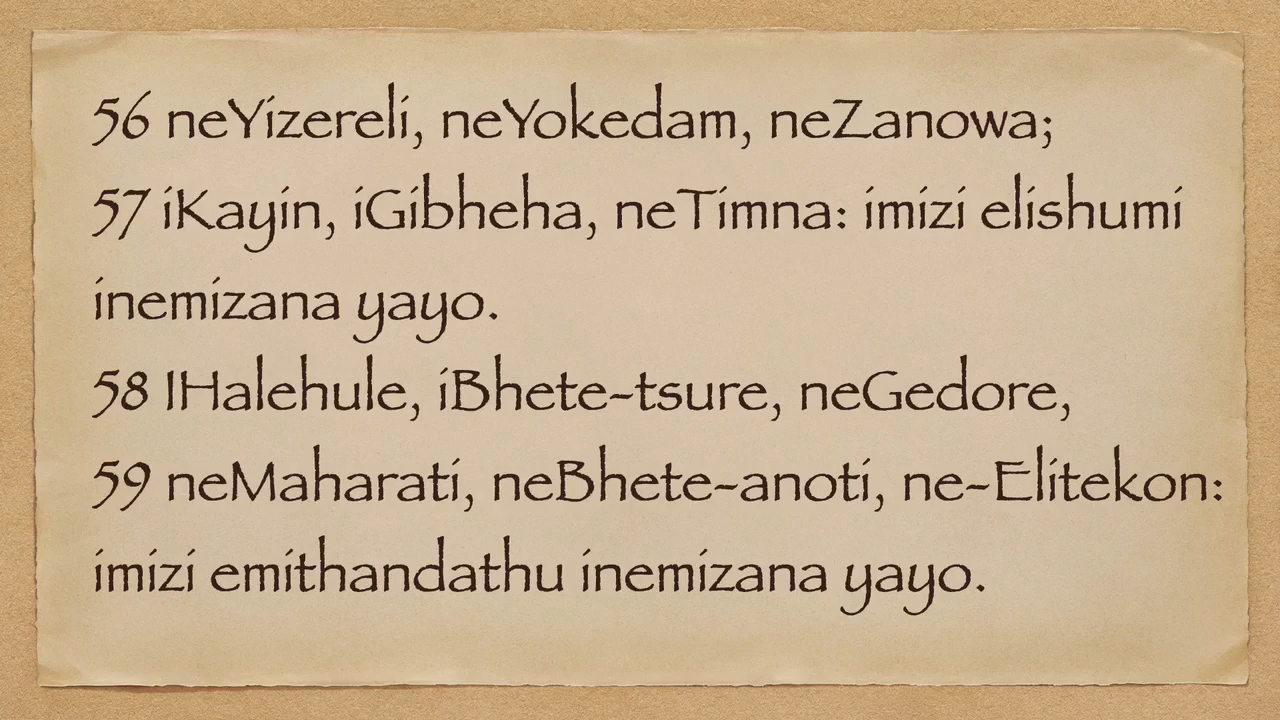 56 neYizereli, neYokedam, neZanowa;
57 iKayin, iGibheha, neTimna: imizi elishumi
inemizana yayo.
58 IHalehule, iBhete-tsure, neGedore,
59 neMaharati, neBhete-anoti, ne-Elitekon:
imizi emithandathu inemizana yayo.